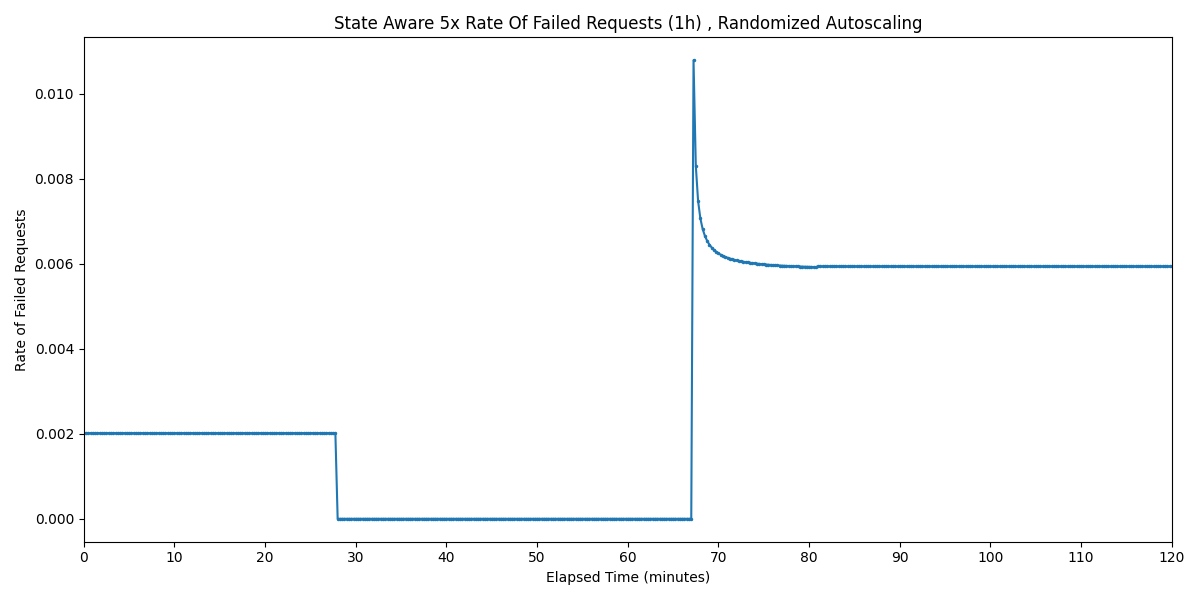 State Aware 5x Rate Of Failed Requests (1h) , Randomized Autoscaling
0.010
0.008
0.006
0.004
0.002
0.000
Rate of Failed Requests
0 10 20 30 40 50 60 70 80 90 100 110 120
Elapsed Time (minutes)